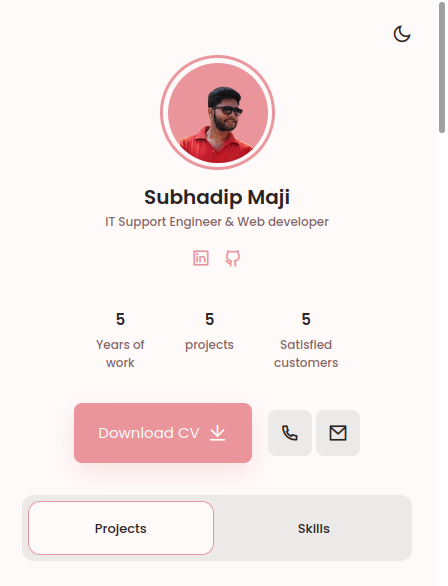 Subhadip Maji
IT Support Engineer & Web developer
in
5 5 5
Years of projects Satisfied
work customers
Download CV
Projects Skills